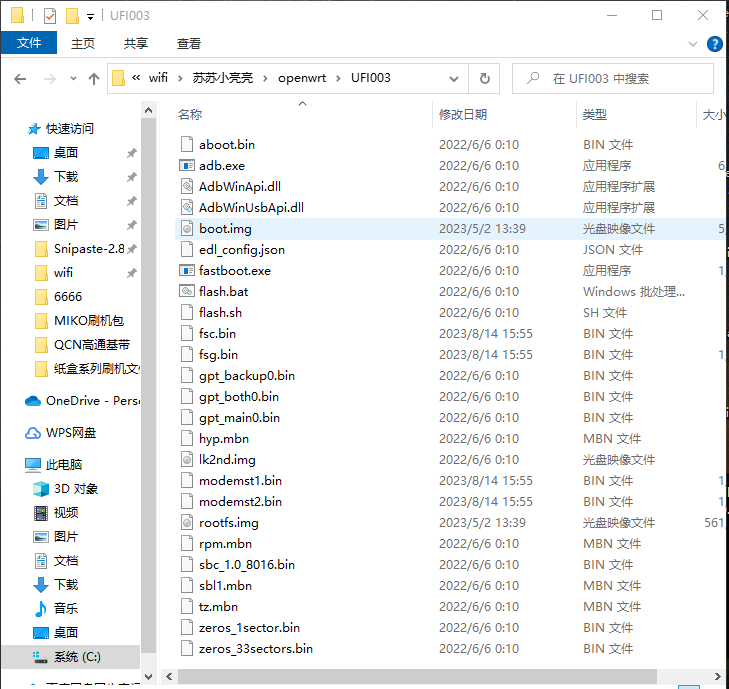 UFI003
文件 主页 共享 查看
« wifi > 苏苏小亮亮 > openwrt > UFI003 在 UFI003 中搜索
快速访问
桌面
下载
文档
图片
Snipaste-2.8
wifi
6666
MIKO刷机包
QCN高通基带
纸盒系列刷机文
OneDrive - Pers
WPS网盘
此电脑
3D 对象
视频
图片
文档
下载
音乐
桌面
系统 (C:)
名称 修改日期 类型 大小
aboot.bin 2022/6/6 0:10 BIN 文件
adb.exe 2022/6/6 0:10 应用程序 6,
AdbWinApi.dll 2022/6/6 0:10 应用程序扩展
AdbWinUsbApi.dll 2022/6/6 0:10 应用程序扩展
boot.img 2023/5/2 13:39 光盘映像文件 5,
edl_config.json 2022/6/6 0:10 JSON 文件
fastboot.exe 2022/6/6 0:10 应用程序 1,
flash.bat 2022/6/6 0:10 Windows 批处理...
flash.sh 2022/6/6 0:10 SH 文件
fsc.bin 2023/8/14 15:55 BIN 文件
fsg.bin 2023/8/14 15:55 BIN 文件 1,
gpt_backup0.bin 2022/6/6 0:10 BIN 文件
gpt_both0.bin 2022/6/6 0:10 BIN 文件
gpt_main0.bin 2022/6/6 0:10 BIN 文件
hyp.mbn 2022/6/6 0:10 MBN 文件
lk2nd.img 2022/6/6 0:10 光盘映像文件
modemst1.bin 2023/8/14 15:55 BIN 文件 1,
modemst2.bin 2023/8/14 15:55 BIN 文件 1,
rootfs.img 2023/5/2 13:39 光盘映像文件 561,
rpm.mbn 2022/6/6 0:10 MBN 文件
sbc_1.0_8016.bin 2022/6/6 0:10 BIN 文件
sbl1.mbn 2022/6/6 0:10 MBN 文件
tz.mbn 2022/6/6 0:10 MBN 文件
zeros_1sector.bin 2022/6/6 0:10 BIN 文件
zeros_33sectors.bin 2022/6/6 0:10 BIN 文件